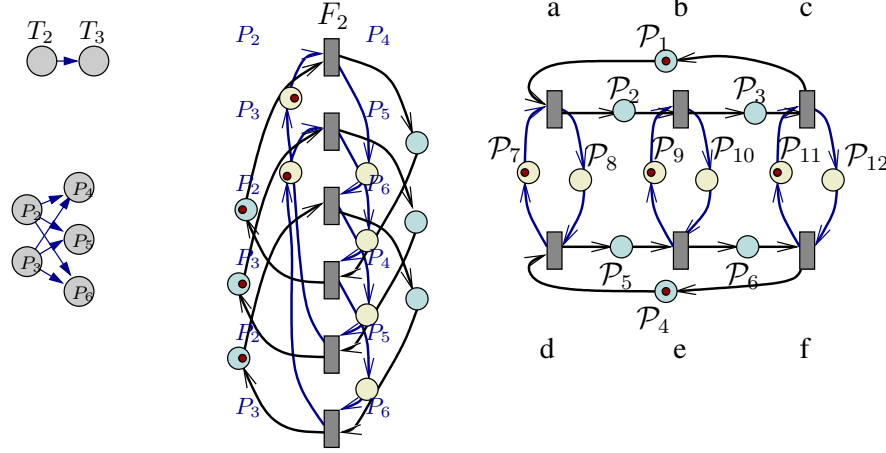 T2 T3
P2
P3
P4
P5
P6
F2
P2 P4
P3 P5
P2 P6
P3 P4
P2 P5
P3 P6
a b c
P1
P2 P3
P7 P8 P9 P10 P11 P12
P5 P6
P4
d e f